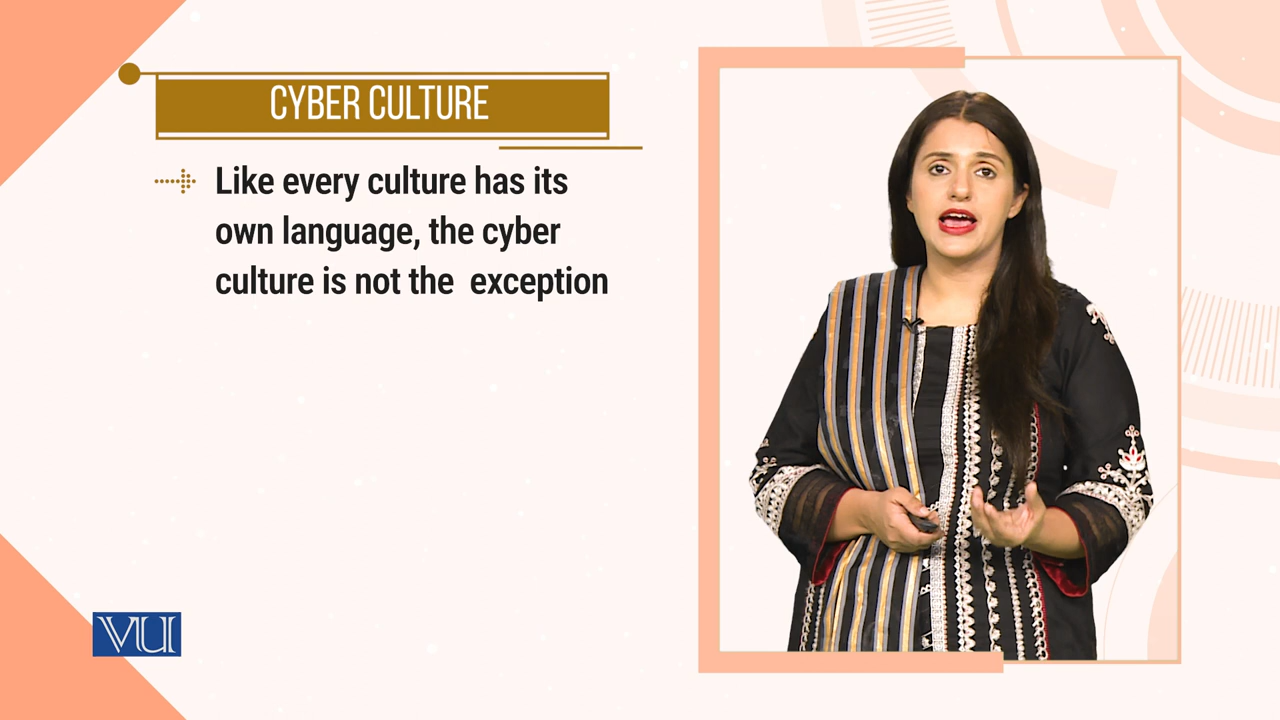 CYBER CULTURE
Like every culture has its
own language, the cyber
culture is not the  exception
VU